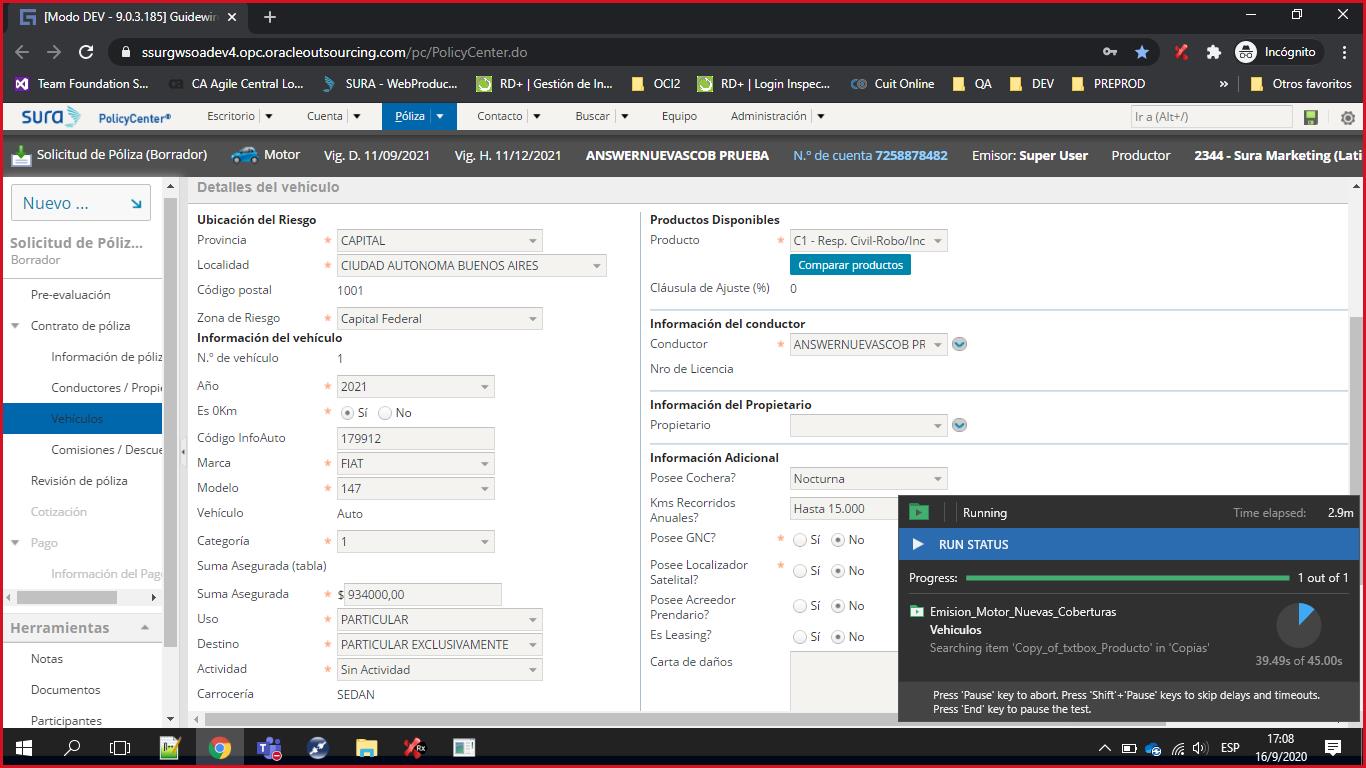 [Modo DEV - 9.0.3.185] Guidewir
ssurgwsoadev4.opc.oracleoutsourcing.com/pc/PolicyCenter.do
Incógnito
Team Foundation S...
CA Agile Central Lo...
SURA - WebProduc...
RD+ | Gestión de In...
OCI2
RD+ | Login Inspec...
Cuit Online
QA
DEV
PREPROD
»
Otros favoritos
sura PolicyCenter®
Escritorio
Cuenta
Póliza
Contacto
Buscar
Equipo
Administración
Ir a (Alt+/)
Solicitud de Póliza (Borrador)
Motor
Vig. D. 11/09/2021
Vig. H. 11/12/2021
ANSWERNUEVASCOB PRUEBA
N.º de cuenta 7258878482
Emisor: Super User
Productor
2344 - Sura Marketing (Lati
Nuevo ...
Solicitud de Póliz...
Borrador
Pre-evaluación
Contrato de póliza
Información de póliz
Conductores / Propie
Vehículos
Comisiones / Descue
Revisión de póliza
Cotización
Pago
Información del Pago
Herramientas
Notas
Documentos
Participantes
Detalles del vehículo
Ubicación del Riesgo
Provincia * CAPITAL
Localidad * CIUDAD AUTONOMA BUENOS AIRES
Código postal 1001
Zona de Riesgo * Capital Federal
Información del vehículo
N.º de vehículo 1
Año * 2021
Es 0Km * Sí No
Código InfoAuto 179912
Marca * FIAT
Modelo * 147
Vehículo Auto
Categoría * 1
Suma Asegurada (tabla)
Suma Asegurada * $ 934000,00
Uso * PARTICULAR
Destino * PARTICULAR EXCLUSIVAMENTE
Actividad * Sin Actividad
Carrocería SEDAN
Productos Disponibles
Producto * C1 - Resp. Civil-Robo/Inc
Comparar productos
Cláusula de Ajuste (%) 0
Información del conductor
Conductor * ANSWERNUEVASCOB PR
Nro de Licencia
Información del Propietario
Propietario
Información Adicional
Posee Cochera? Nocturna
Kms Recorridos
Anuales?
Hasta 15.000
Posee GNC? * Sí No
Posee Localizador
Satelital?
* Sí No
Posee Acreedor
Prendario?
Sí No
Es Leasing? Sí No
Carta de daños
Running
Time elapsed: 2.9m
RUN STATUS
Progress: 1 out of 1
Emision_Motor_Nuevas_Coberturas
Vehiculos
Searching item 'Copy_of_txtbox_Producto' in 'Copias'
39.49s of 45.00s
Press 'Pause' key to abort. Press 'Shift'+'Pause' keys to skip delays and timeouts.
Press 'End' key to pause the test.
Rx
ESP
17:08
16/9/2020